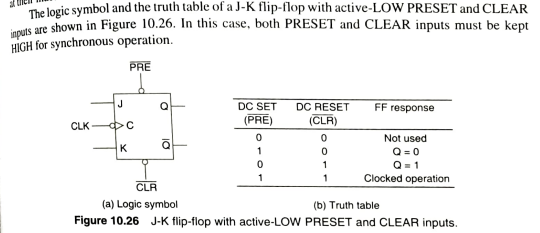 The logic symbol and the truth table of a J-K flip-flop with active-LOW PRESET and CLEAR
inputs are shown in Figure 10.26. In this case, both PRESET and CLEAR inputs must be kept
HIGH for synchronous operation.
PRE
J Q
CLK C
K Q
CLR
DC SET DC RESET FF response
(PRE) (CLR)
0 0 Not used
1 0 Q = 0
0 1 Q = 1
1 1 Clocked operation
(a) Logic symbol (b) Truth table
Figure 10.26 J-K flip-flop with active-LOW PRESET and CLEAR inputs.